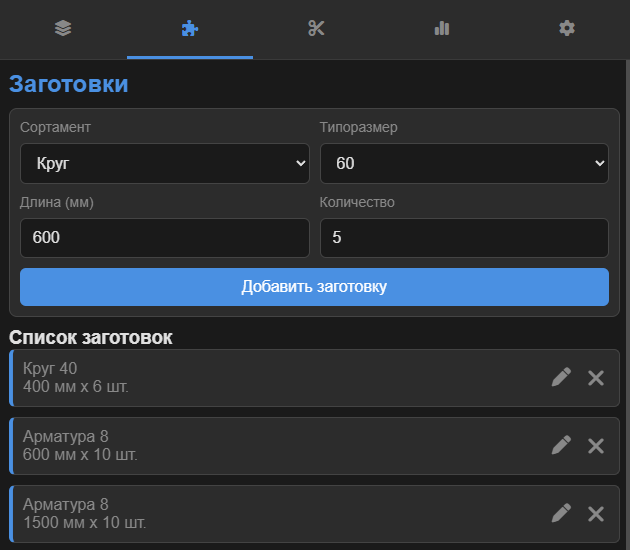 Заготовки
Сортамент Типоразмер
Круг 60
Длина (мм) Количество
600 5
Добавить заготовку
Список заготовок
Круг 40
400 мм x 6 шт.
Арматура 8
600 мм x 10 шт.
Арматура 8
1500 мм x 10 шт.